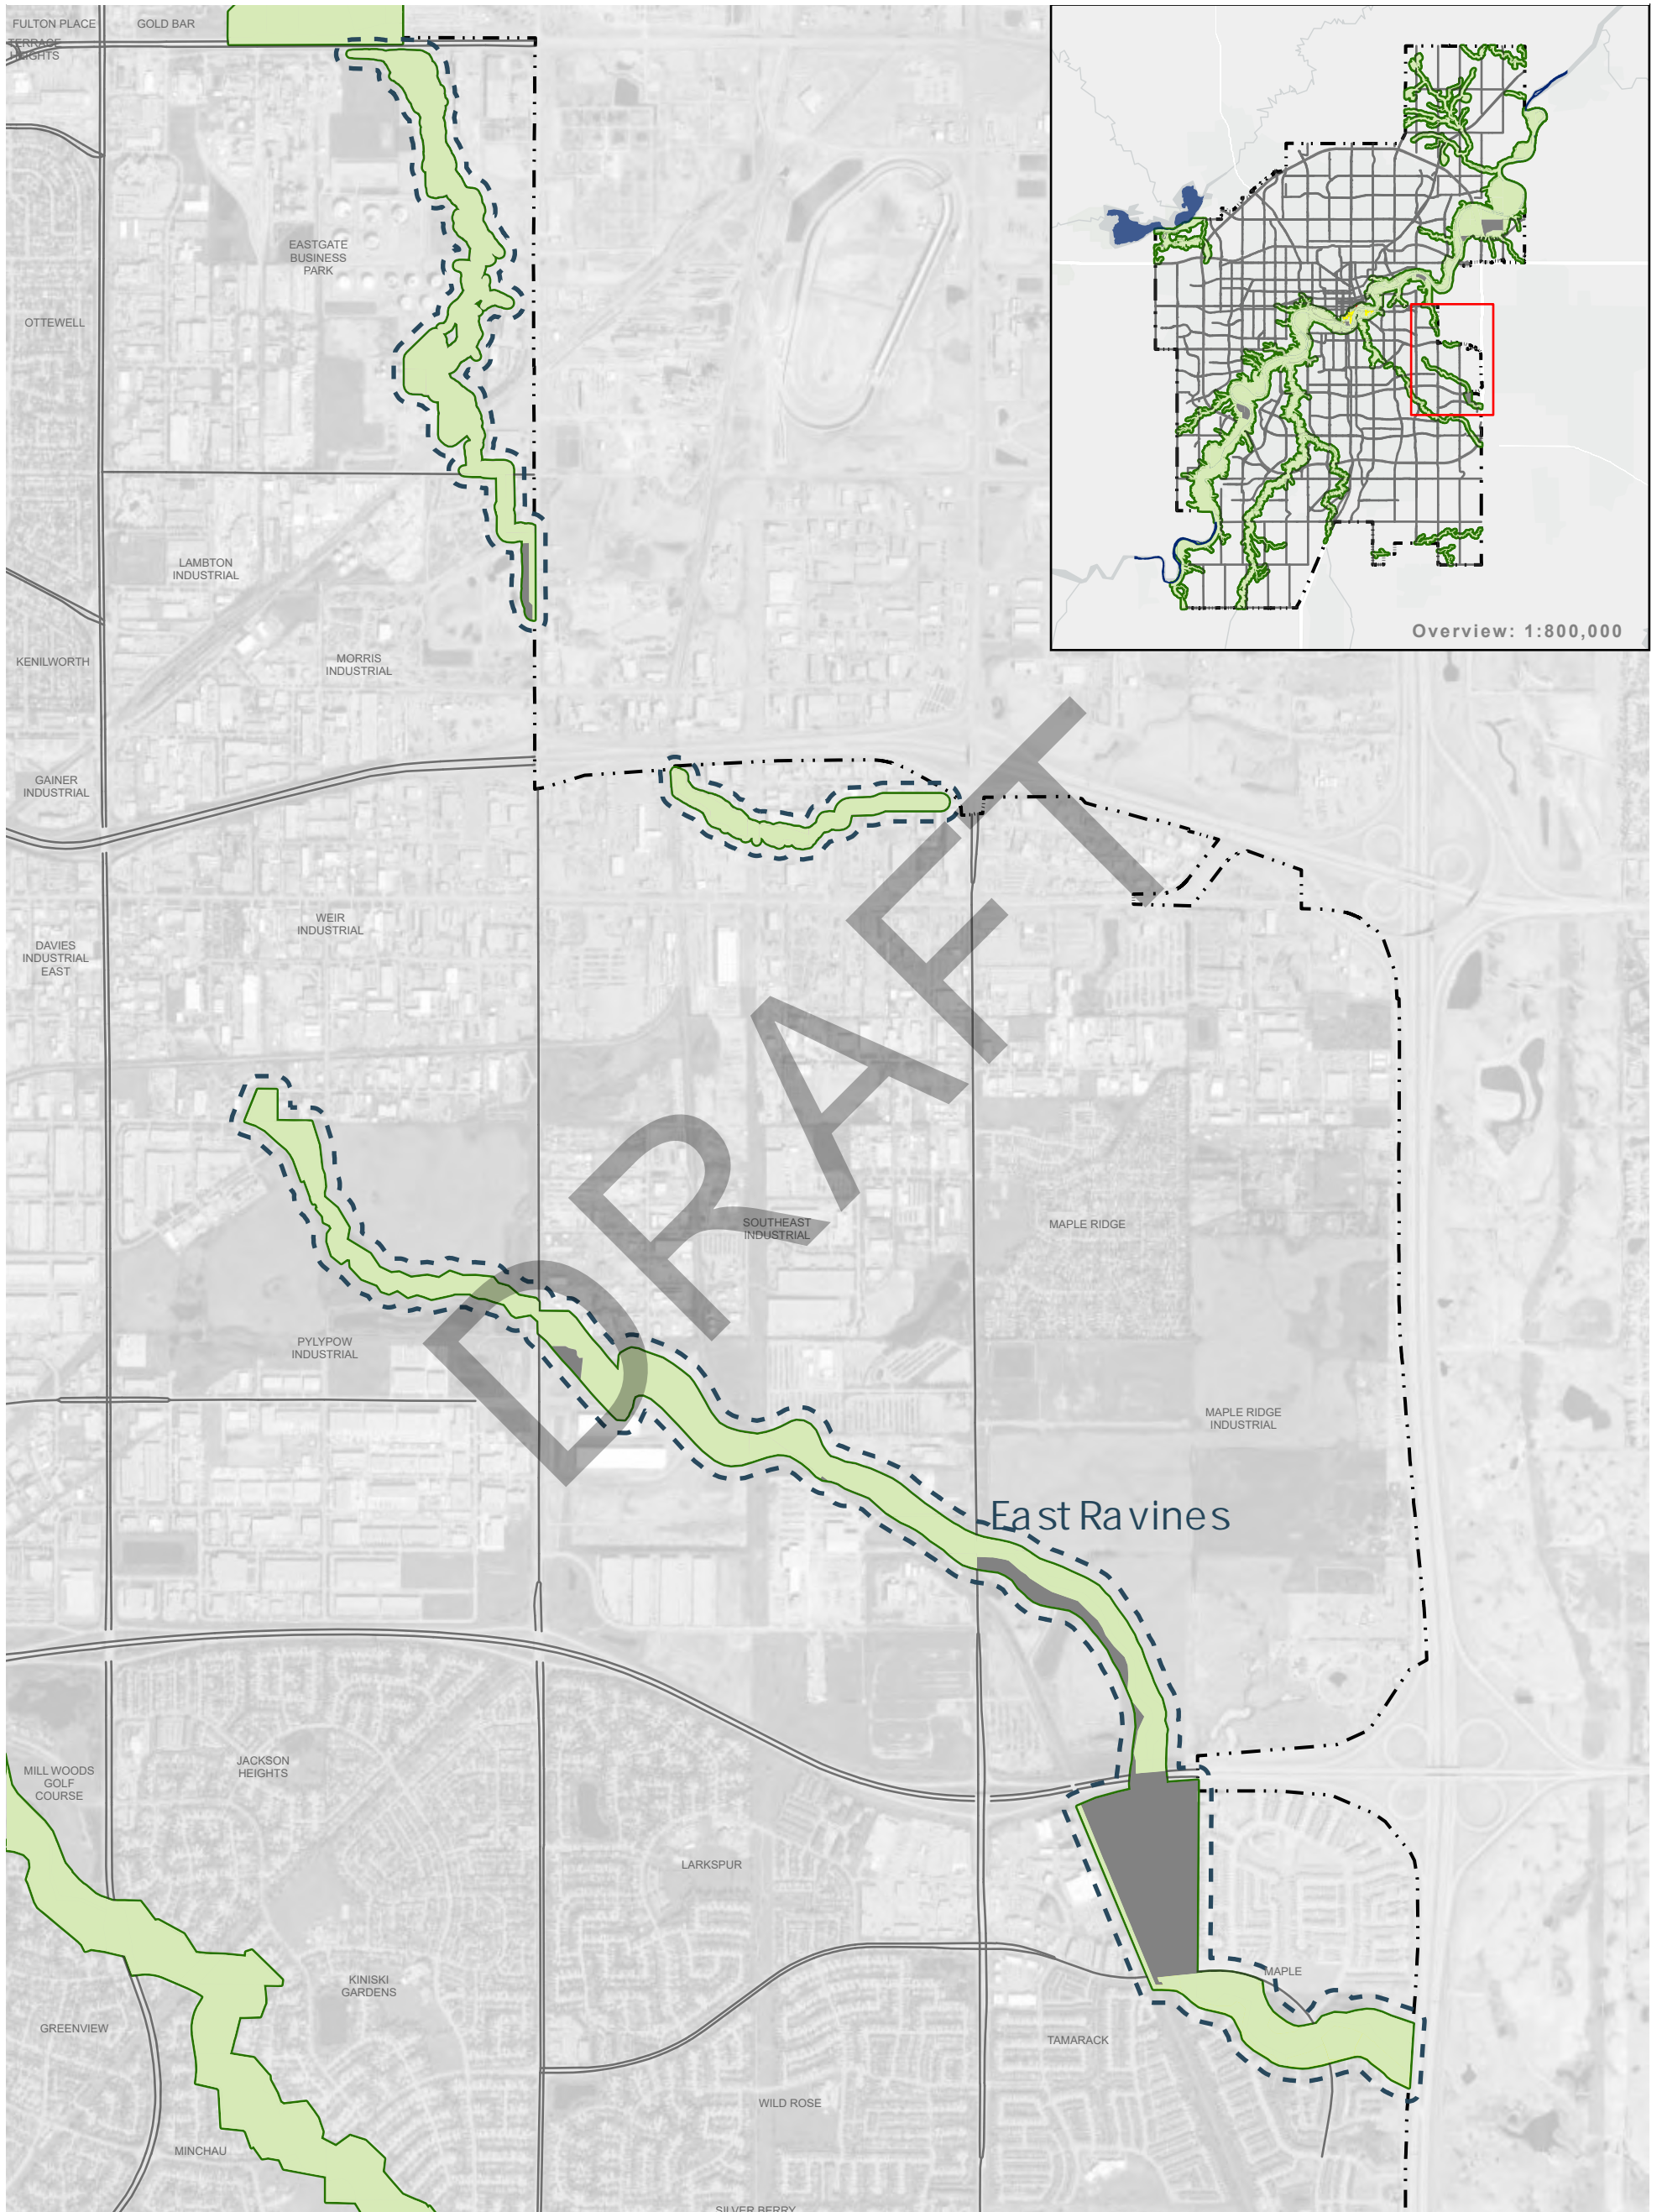 FULTON PLACE
GOLD BAR
TERRACE
HEIGHTS
EASTGATE
BUSINESS
PARK
OTTEWELL
Overview: 1:800,000
LAMBTON
INDUSTRIAL
KENILWORTH
MORRIS
INDUSTRIAL
GAINER
INDUSTRIAL
WEIR
INDUSTRIAL
DAVIES
INDUSTRIAL
EAST
DRAFT
SOUTHEAST
INDUSTRIAL
MAPLE RIDGE
PYLYPOW
INDUSTRIAL
MAPLE RIDGE
INDUSTRIAL
East Ravines
MILL WOODS
GOLF
COURSE
JACKSON
HEIGHTS
LARKSPUR
KINISKI
GARDENS
MAPLE
GREENVIEW
TAMARACK
WILD ROSE
MINCHAU
SILVER BERRY